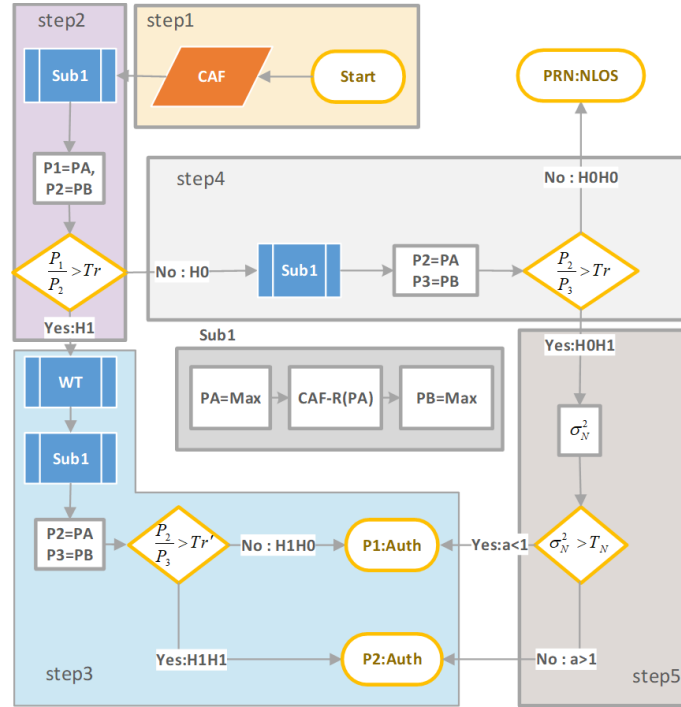 step2
step1
Sub1
CAF
Start
PRN:NLOS
P1=PA,
P2=PB
step4
No : H0H0
P₁/P₂ >Tr
No : H0
Sub1
P2=PA
P3=PB
P₂/P₃ >Tr
Yes:H1
Sub1
Yes:H0H1
WT
PA=Max
CAF-R(PA)
PB=Max
σ_N²
Sub1
P2=PA
P3=PB
P₂/P₃ >Tr'
No : H1H0
P1:Auth
Yes:a<1
σ_N² >T_N
Yes:H1H1
P2:Auth
No : a>1
step3
step5